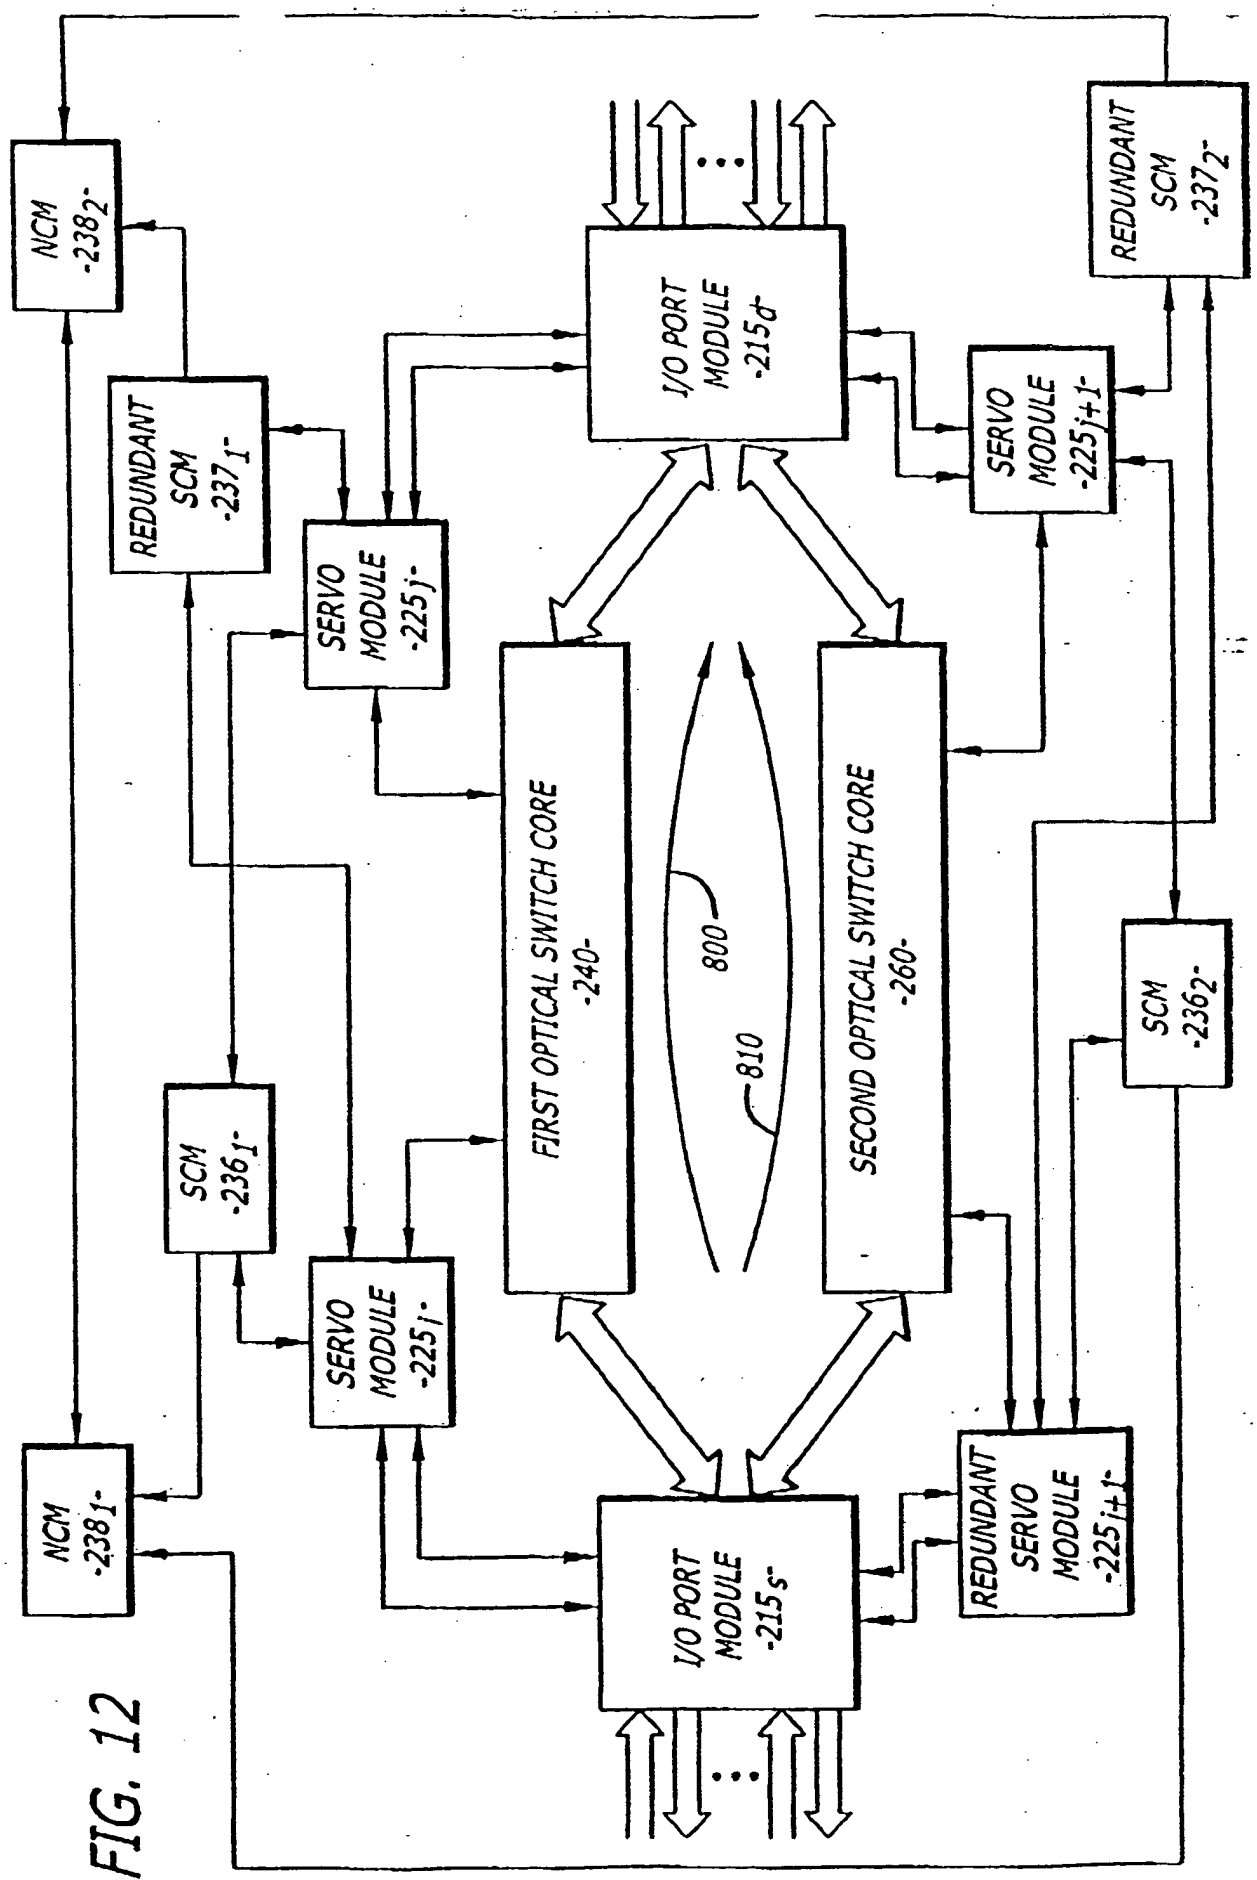 FIG. 12
NCM
-238₁-
NCM
-238₂-
SCM
-236₁-
REDUNDANT
SCM
-237₁-
SERVO
MODULE
-225i-
SERVO
MODULE
-225j-
FIRST OPTICAL SWITCH CORE
-240-
I/O PORT
MODULE
-215s-
800
810
I/O PORT
MODULE
-215d-
SECOND OPTICAL SWITCH CORE
-260-
REDUNDANT
SERVO
MODULE
-225i+1-
SERVO
MODULE
-225j+1-
SCM
-236₂-
REDUNDANT
SCM
-237₂-